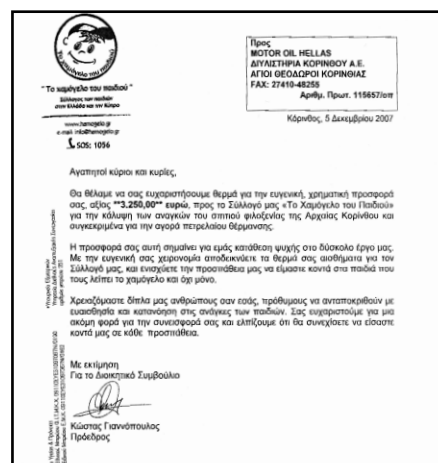 Το χαμόγελο του παιδιού
"Το χαμόγελο του παιδιού"
Σύλλογος των παιδιών
στην Ελλάδα και την Κύπρο
www.hamogelo.gr
e-mail: info@hamogelo.gr
SOS: 1056
Προς
MOTOR OIL HELLAS
ΔΙΥΛΙΣΤΗΡΙΑ ΚΟΡΙΝΘΟΥ Α.Ε.
ΑΓΙΟΙ ΘΕΟΔΩΡΟΙ ΚΟΡΙΝΘΙΑΣ
FAX: 27410-48255
Αριθμ. Πρωτ. 115657/οπ
Κόρινθος, 5 Δεκεμβρίου 2007
Αγαπητοί κύριοι και κυρίες,
Θα θέλαμε να σας ευχαριστήσουμε θερμά για την ευγενική, χρηματική προσφορά
σας, αξίας **3.250,00** ευρώ, προς το Σύλλογό μας «Το Χαμόγελο του Παιδιού»
για την κάλυψη των αναγκών του σπιτιού φιλοξενίας της Αρχαίας Κορίνθου και
συγκεκριμένα για την αγορά πετρελαίου θέρμανσης.
Η προσφορά σας αυτή σημαίνει για εμάς κατάθεση ψυχής στο δύσκολο έργο μας.
Με την ευγενική σας χειρονομία αποδεικνύετε τα θερμά σας αισθήματα για τον
Σύλλογό μας, και ενισχύετε την προσπάθεια μας να είμαστε κοντά στα παιδιά που
τους λείπει το χαμόγελο και όχι μόνο.
Χρειαζόμαστε δίπλα μας ανθρώπους σαν εσάς, πρόθυμους να ανταποκριθούν με
ευαισθησία και κατανόηση στις ανάγκες των παιδιών. Σας ευχαριστούμε για μια
ακόμη φορά για την συνεισφορά σας και ελπίζουμε ότι θα συνεχίσετε να είσαστε
κοντά μας σε κάθε προσπάθεια.
Με εκτίμηση
Για το Διοικητικό Συμβούλιο
Κώστας Γιαννόπουλος
Πρόεδρος